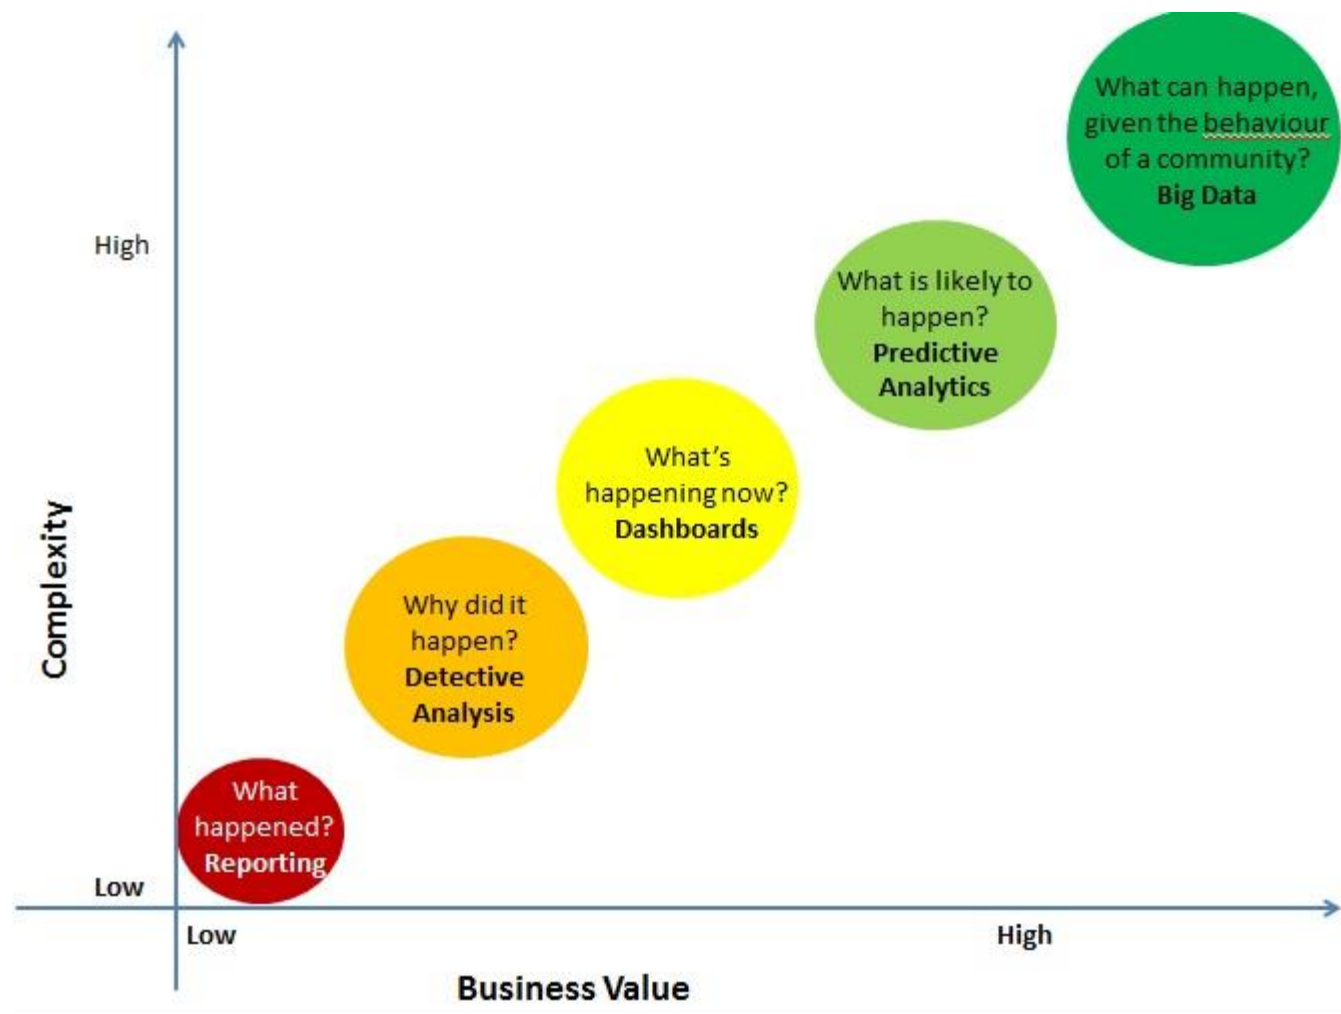 What can happen,
given the behaviour
of a community?
Big Data
High
What is likely to
happen?
Predictive
Analytics
What's
happening now?
Dashboards
Complexity
Why did it
happen?
Detective
Analysis
What
happened?
Reporting
Low
Low
High
Business Value